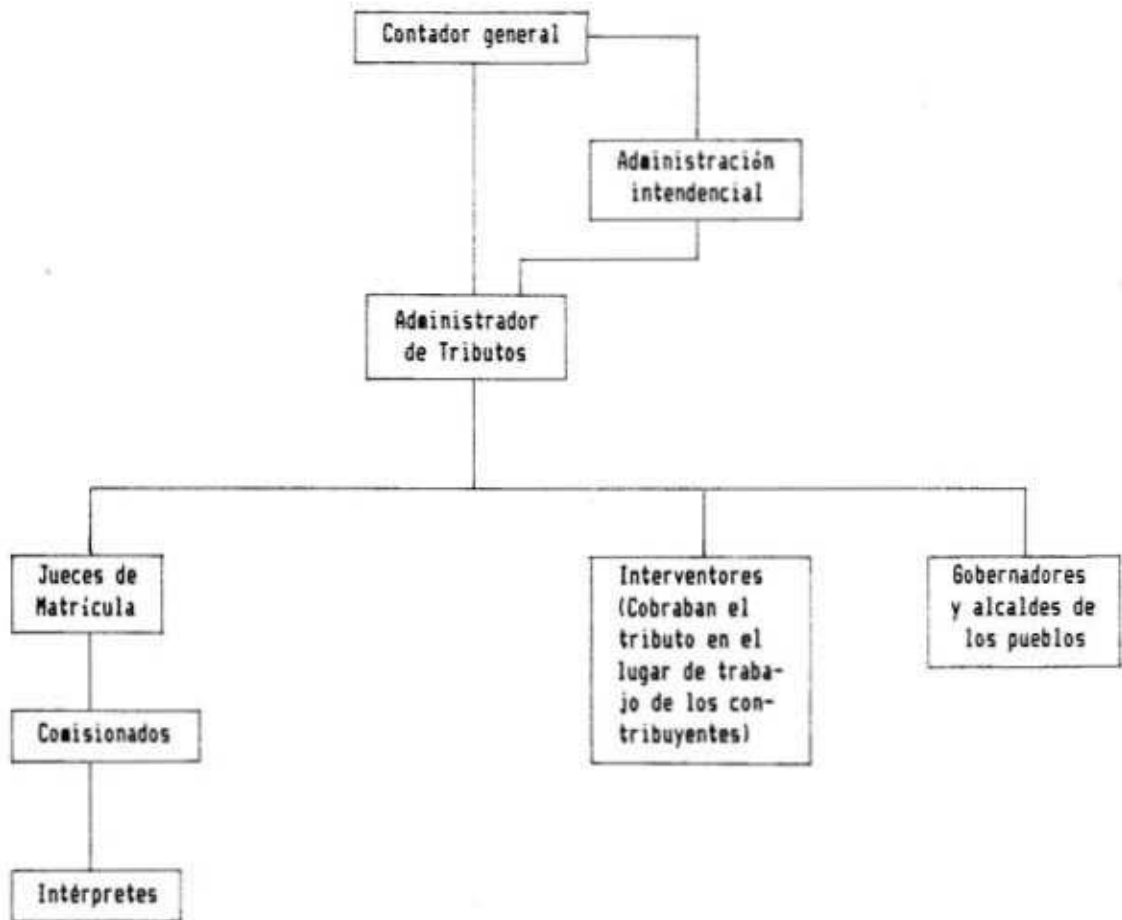 Contador general
Administración
intendencial
Administrador
de Tributos
Jueces de
Matrícula
Interventores
(Cobraban el
tributo en el
lugar de traba-
jo de los con-
tribuyentes)
Gobernadores
y alcaldes de
los pueblos
Comisionados
Intérpretes